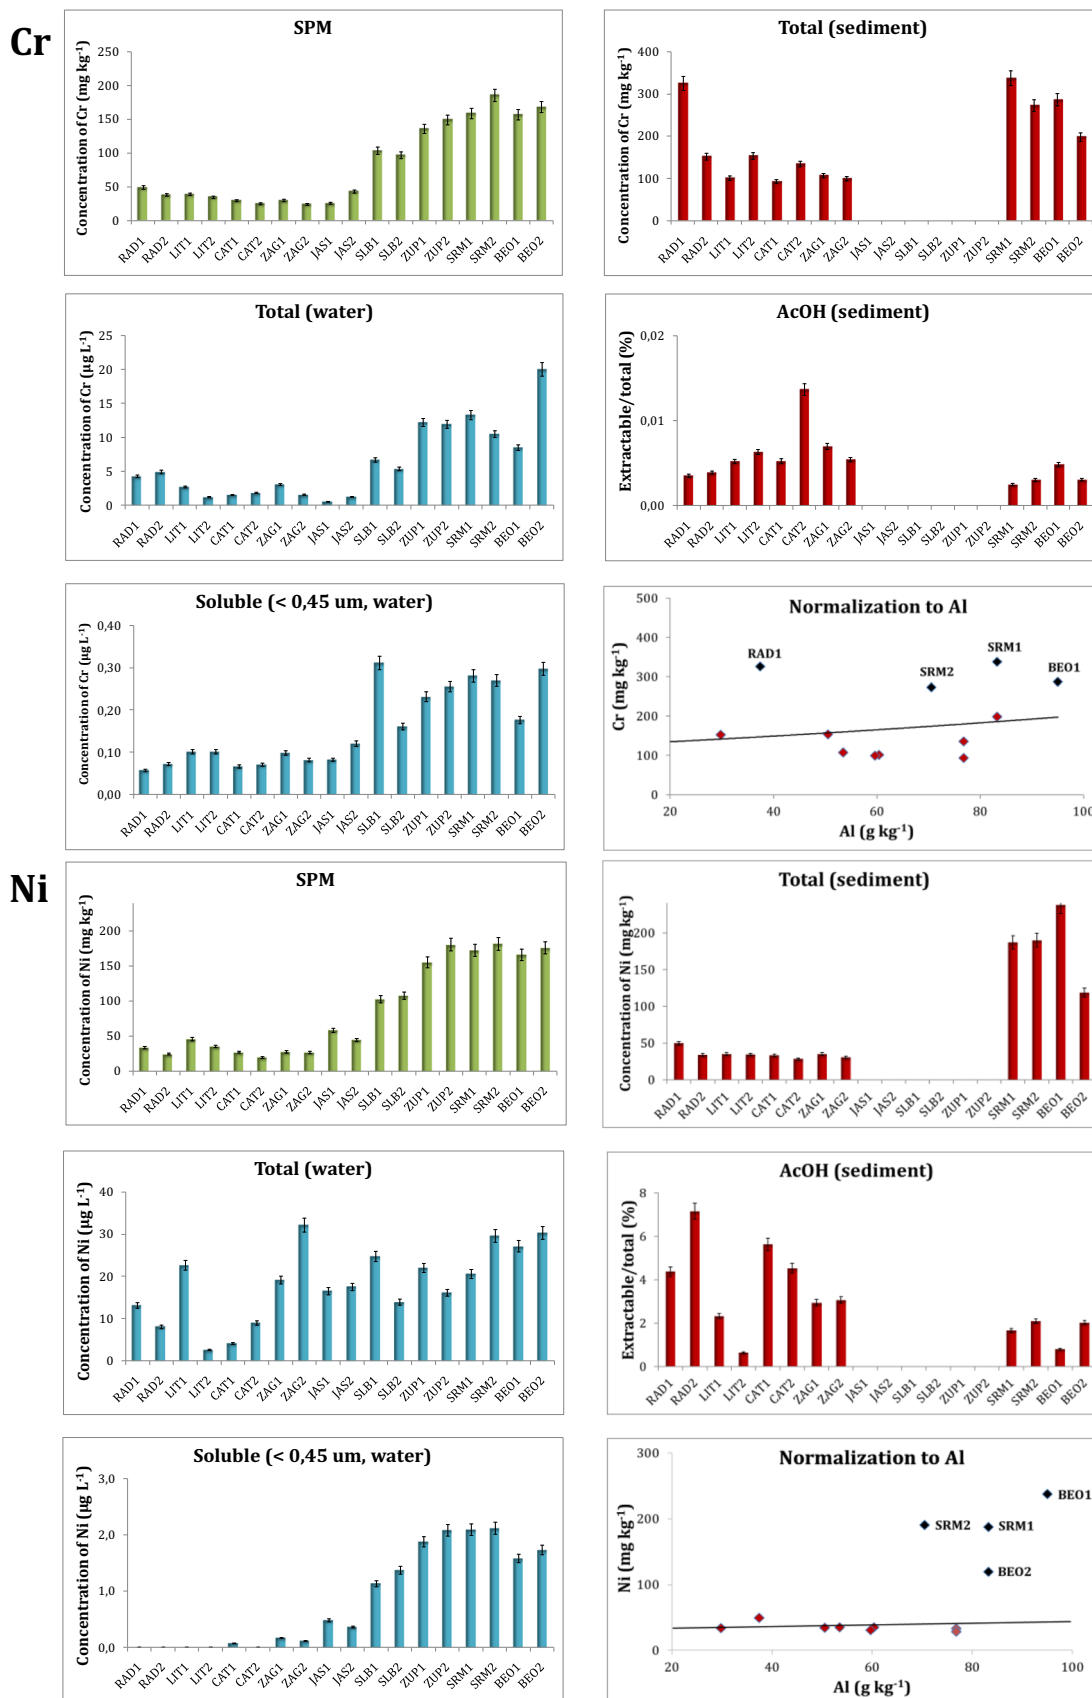 Cr
SPM
Concentration of Cr (mg kg-1)
250
200
150
100
50
0
RAD1 RAD2 LIT1 LIT2 CAT1 CAT2 ZAG1 ZAG2 JAS1 JAS2 SLB1 SLB2 ZUP1 ZUP2 SRM1 SRM2 BEO1 BEO2
Total (sediment)
Concentration of Cr (mg kg-1)
400
300
200
100
0
RAD1 RAD2 LIT1 LIT2 CAT1 CAT2 ZAG1 ZAG2 JAS1 JAS2 SLB1 SLB2 ZUP1 ZUP2 SRM1 SRM2 BEO1 BEO2
Total (water)
Concentration of Cr (µg L-1)
25
20
15
10
5
0
RAD1 RAD2 LIT1 LIT2 CAT1 CAT2 ZAG1 ZAG2 JAS1 JAS2 SLB1 SLB2 ZUP1 ZUP2 SRM1 SRM2 BEO1 BEO2
AcOH (sediment)
Extractable/total (%)
0,02
0,01
0,00
RAD1 RAD2 LIT1 LIT2 CAT1 CAT2 ZAG1 ZAG2 JAS1 JAS2 SLB1 SLB2 ZUP1 ZUP2 SRM1 SRM2 BEO1 BEO2
Soluble (< 0,45 um, water)
Concentration of Cr (µg L-1)
0,40
0,30
0,20
0,10
0,00
RAD1 RAD2 LIT1 LIT2 CAT1 CAT2 ZAG1 ZAG2 JAS1 JAS2 SLB1 SLB2 ZUP1 ZUP2 SRM1 SRM2 BEO1 BEO2
Normalization to Al
Cr (mg kg-1)
500
400
300
200
100
0
RAD1
SRM2
SRM1
BEO1
20 40 60 80 100
Al (g kg-1)
Ni
SPM
Concentration of Ni (mg kg-1)
200
150
100
50
0
RAD1 RAD2 LIT1 LIT2 CAT1 CAT2 ZAG1 ZAG2 JAS1 JAS2 SLB1 SLB2 ZUP1 ZUP2 SRM1 SRM2 BEO1 BEO2
Total (sediment)
Concentration of Ni (mg kg-1)
200
150
100
50
0
RAD1 RAD2 LIT1 LIT2 CAT1 CAT2 ZAG1 ZAG2 JAS1 JAS2 SLB1 SLB2 ZUP1 ZUP2 SRM1 SRM2 BEO1 BEO2
Total (water)
Concentration of Ni (µg L-1)
40
30
20
10
0
RAD1 RAD2 LIT1 LIT2 CAT1 CAT2 ZAG1 ZAG2 JAS1 JAS2 SLB1 SLB2 ZUP1 ZUP2 SRM1 SRM2 BEO1 BEO2
AcOH (sediment)
Extractable/total (%)
8
6
4
2
0
RAD1 RAD2 LIT1 LIT2 CAT1 CAT2 ZAG1 ZAG2 JAS1 JAS2 SLB1 SLB2 ZUP1 ZUP2 SRM1 SRM2 BEO1 BEO2
Soluble (< 0,45 um, water)
Concentration of Ni (µg L-1)
3,0
2,0
1,0
0,0
RAD1 RAD2 LIT1 LIT2 CAT1 CAT2 ZAG1 ZAG2 JAS1 JAS2 SLB1 SLB2 ZUP1 ZUP2 SRM1 SRM2 BEO1 BEO2
Normalization to Al
Ni (mg kg-1)
300
200
100
0
BEO1
SRM2
SRM1
BEO2
20 40 60 80 100
Al (g kg-1)